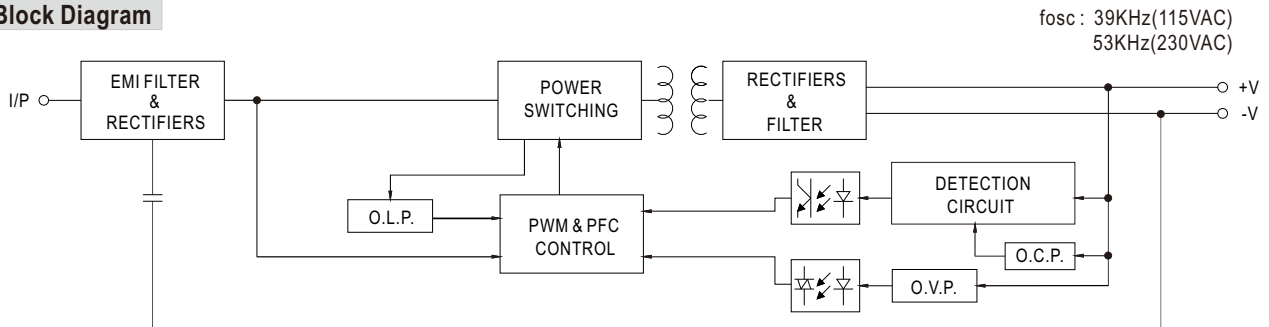 Block Diagram
fosc : 39KHz(115VAC)
53KHz(230VAC)
I/P
EMI FILTER
&
RECTIFIERS
POWER
SWITCHING
RECTIFIERS
&
FILTER
+V
-V
O.L.P.
PWM & PFC
CONTROL
DETECTION
CIRCUIT
O.C.P.
O.V.P.